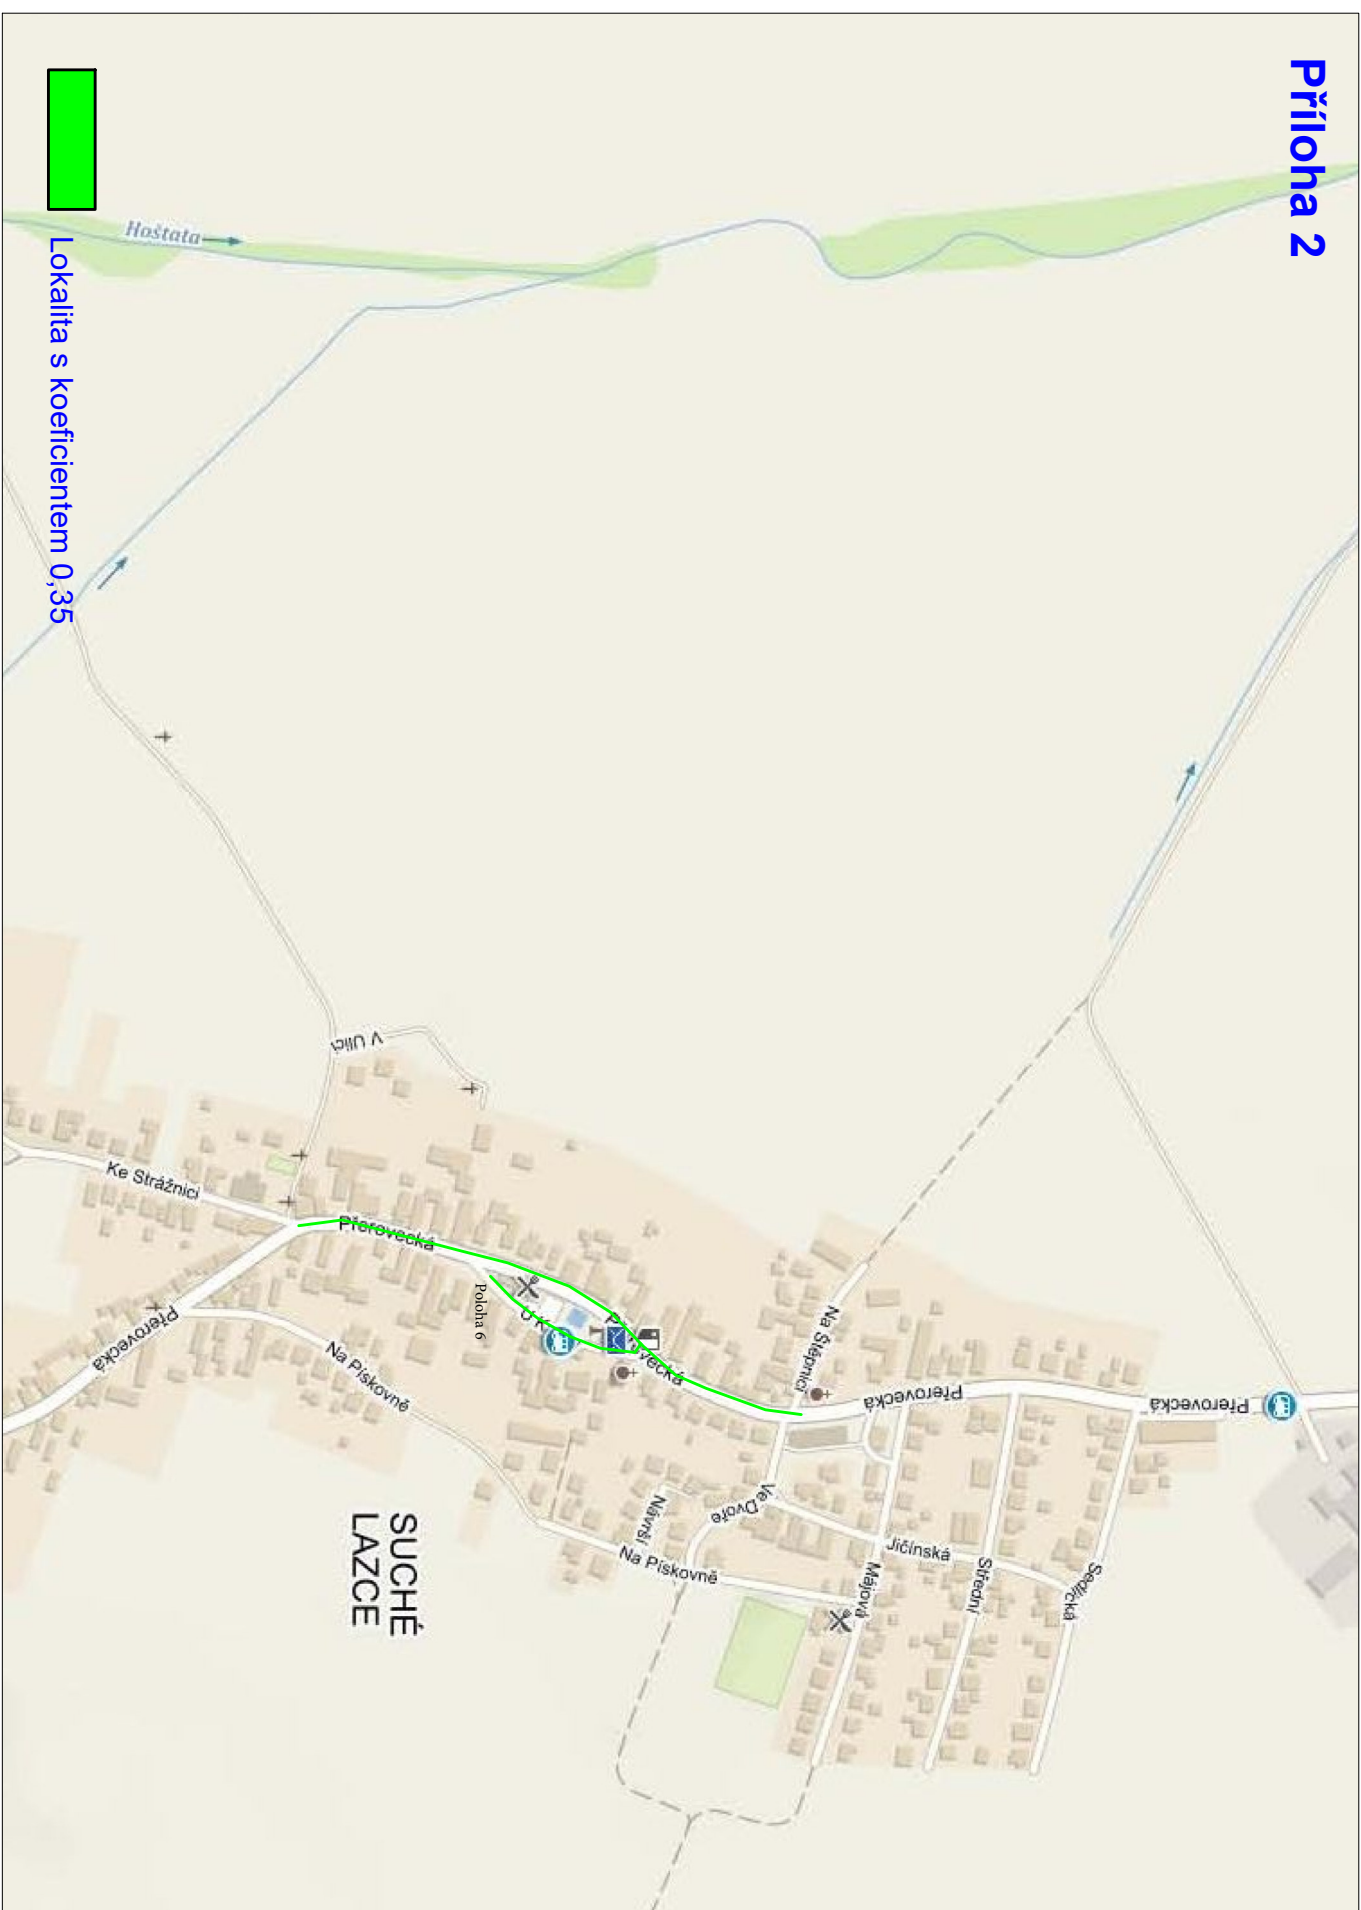 Příloha 2
Hoštata
Lokalita s koeficientem 0,35
V Ulici
Ke Strážnici
Přerovecká
Přerovecká
Poloha 6
U K
Na Štěpnici
Přerovecká
Přerovecká
Na Pískovně
SUCHÉ
LAZCE
Návrší
Ve Dvoře
Na Pískovně
Jičínská
Májová
Střední
Sedlická